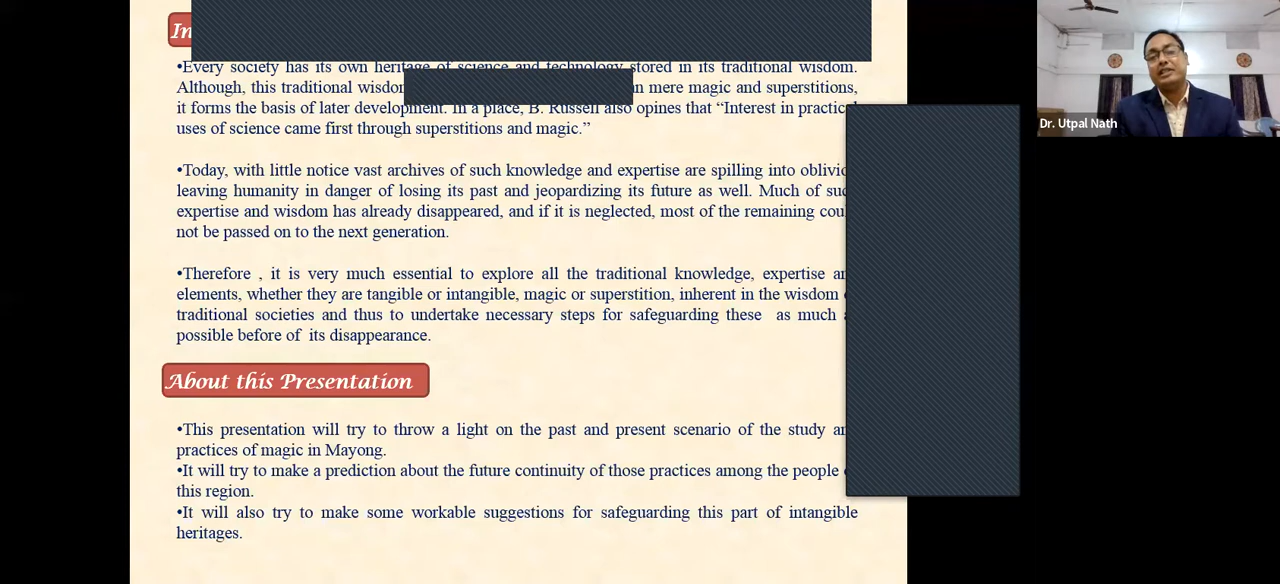 In
•Every society has its own heritage of science and technology stored in its traditional wisdom.
Although, this traditional wisdom mere magic and superstitions,
it forms the basis of later development. In a place, B. Russell also opines that “Interest in practical
uses of science came first through superstitions and magic.”
•Today, with little notice vast archives of such knowledge and expertise are spilling into
leaving humanity in danger of losing its past and jeopardizing its future as well. Much of
expertise and wisdom has already disappeared, and if it is neglected, most of the remaining
not be passed on to the next generation.
•Therefore , it is very much essential to explore all the traditional knowledge, expertise
elements, whether they are tangible or intangible, magic or superstition, inherent in the wisdom
traditional societies and thus to undertake necessary steps for safeguarding these as much
possible before of its disappearance.
About this Presentation
•This presentation will try to throw a light on the past and present scenario of the study
practices of magic in Mayong.
•It will try to make a prediction about the future continuity of those practices among the people
this region.
•It will also try to make some workable suggestions for safeguarding this part of intangible
heritages.
Dr. Utpal Nath